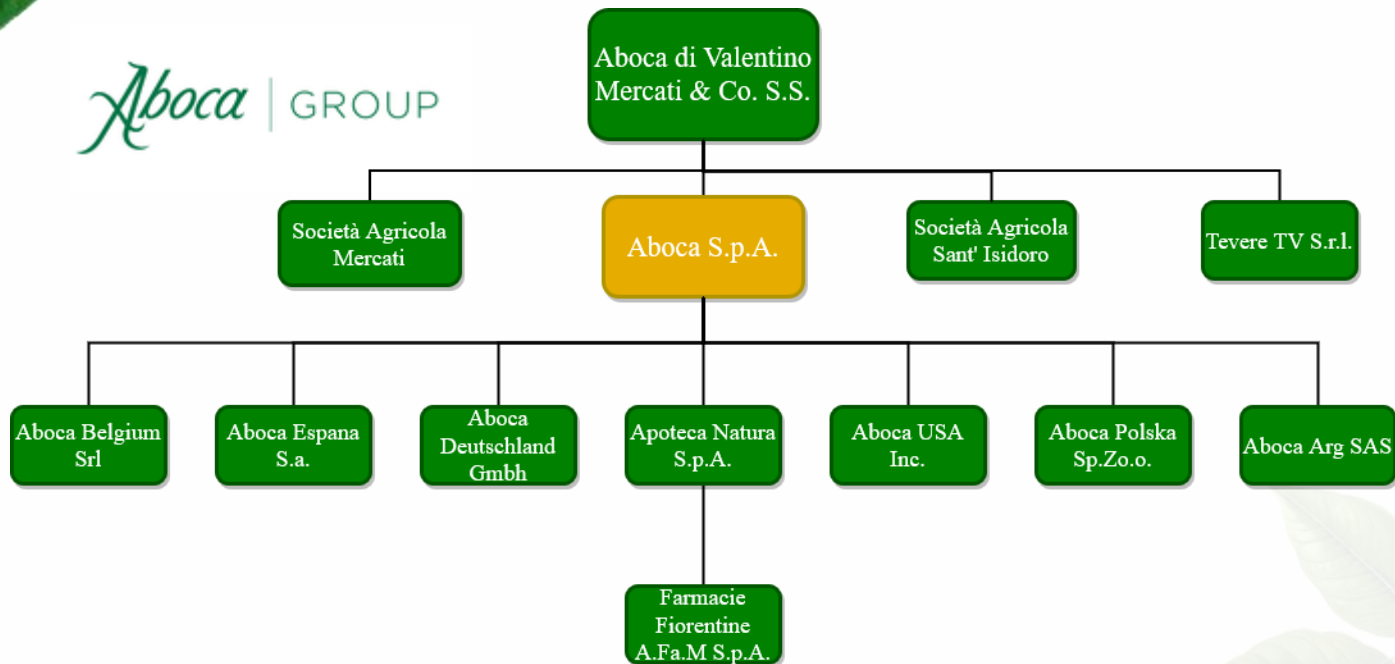 Aboca di Valentino
Mercati & Co. S.S.
Aboca | GROUP
Società Agricola
Mercati
Aboca S.p.A.
Società Agricola
Sant' Isidoro
Tevere TV S.r.l.
Aboca Belgium
Srl
Aboca Espana
S.a.
Aboca
Deutschland
Gmbh
Apoteca Natura
S.p.A.
Aboca USA
Inc.
Aboca Polska
Sp.Zo.o.
Aboca Arg SAS
Farmacie
Fiorentine
A.Fa.M S.p.A.